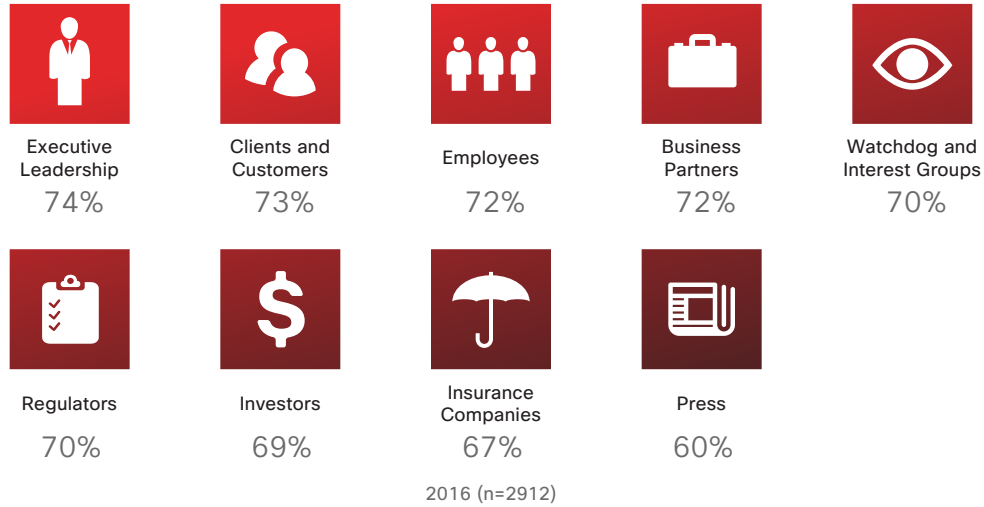 Executive
Leadership
74%
Clients and
Customers
73%
Employees
72%
Business
Partners
72%
Watchdog and
Interest Groups
70%
Regulators
70%
Investors
69%
Insurance
Companies
67%
Press
60%
2016 (n=2912)